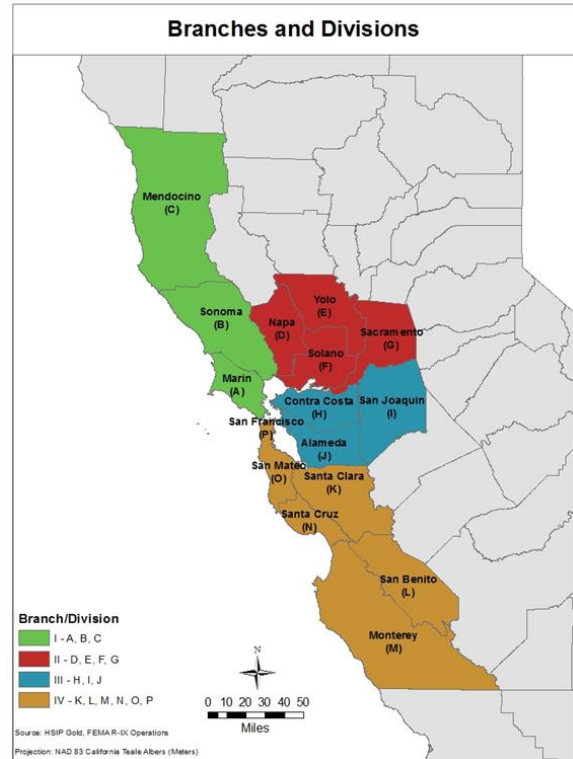 Branches and Divisions
Mendocino
(C)
Sonoma
(B)
Marin
(A)
Napa
(D)
Yolo
(E)
Solano
(F)
Sacramento
(G)
Contra Costa
(H)
San Joaquin
(I)
Alameda
(J)
San Francisco
(P)
San Mateo
(O)
Santa Clara
(K)
Santa Cruz
(N)
San Benito
(L)
Monterey
(M)
Branch/Division
I - A, B, C
II - D, E, F, G
III - H, I, J
IV - K, L, M, N, O, P
N
0 10 20 30 40 50
Miles
Source: HSIP Gold, FEMA R-IX Operations
Projection: NAD 83 California Teale Albers (Meters)